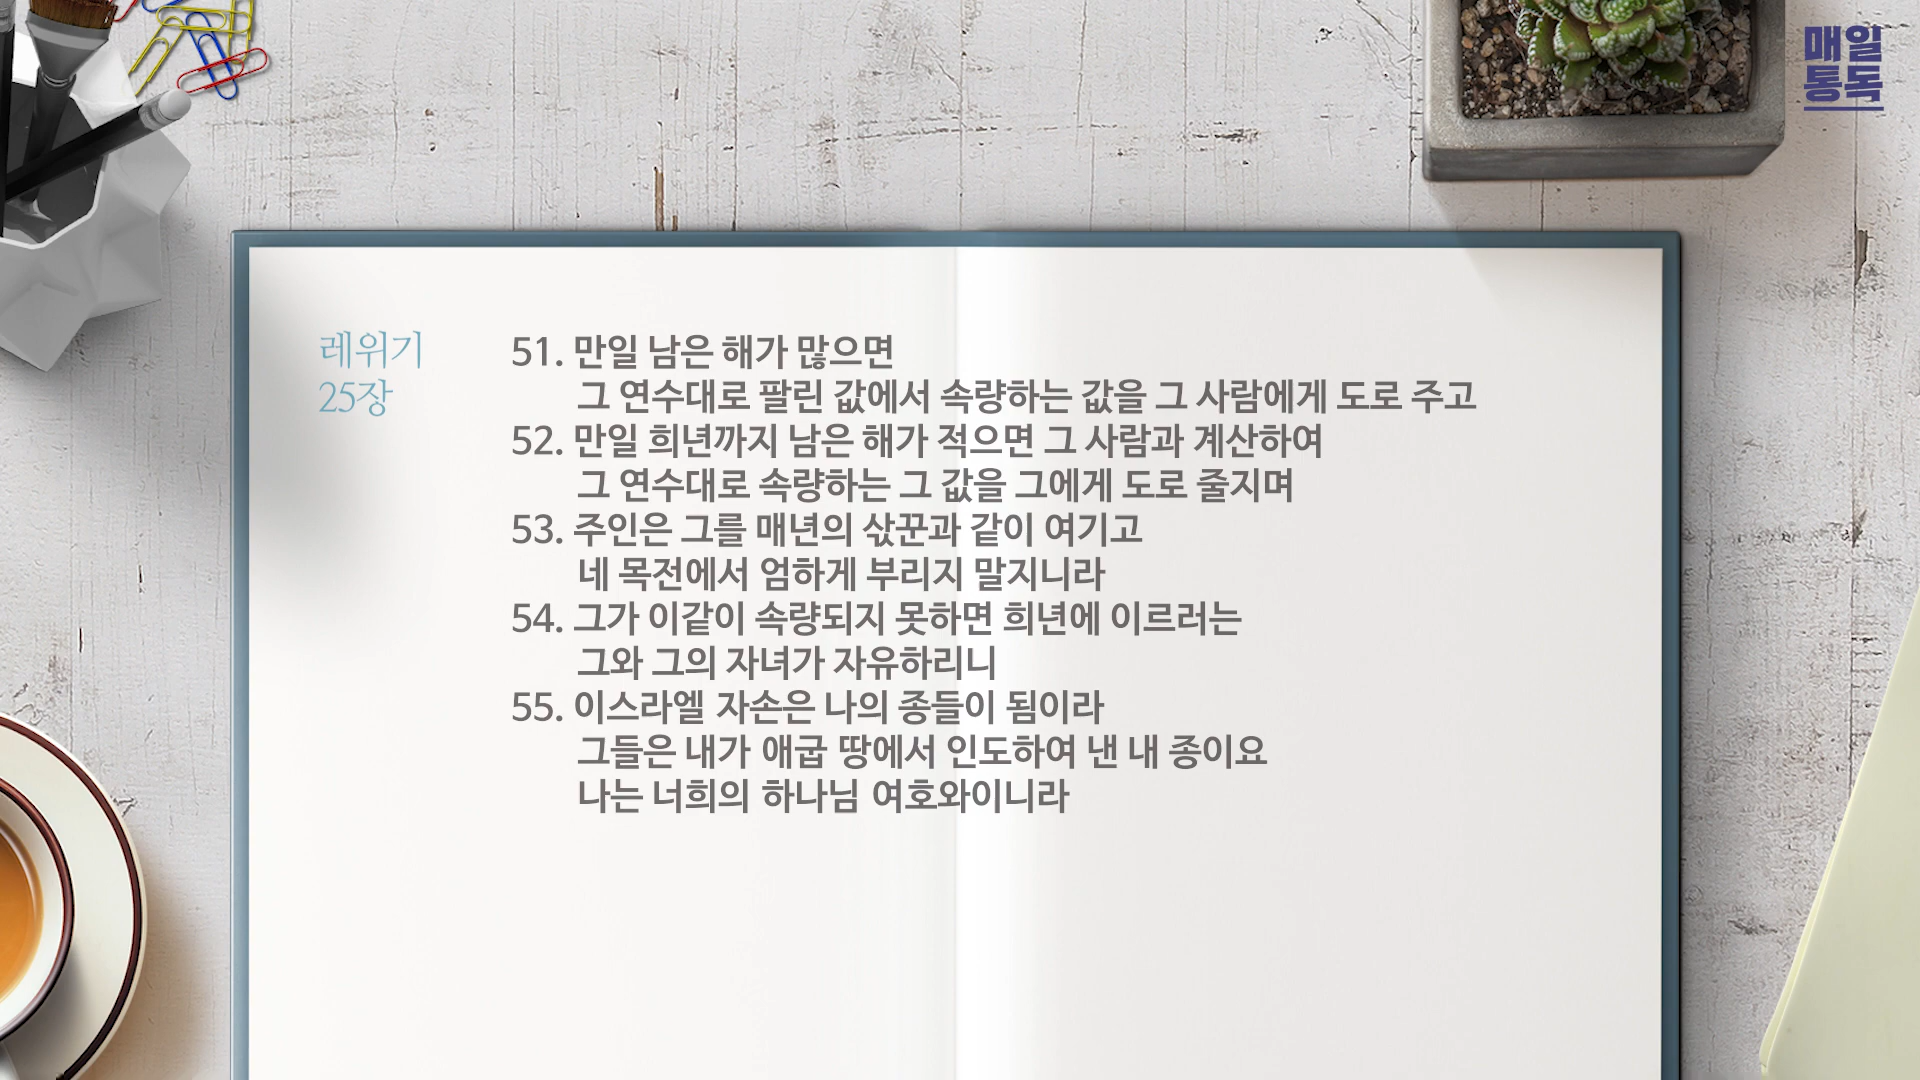 매일
통독
레위기
25장
51. 만일 남은 해가 많으면
그 연수대로 팔린 값에서 속량하는 값을 그 사람에게 도로 주고
52. 만일 희년까지 남은 해가 적으면 그 사람과 계산하여
그 연수대로 속량하는 그 값을 그에게 도로 줄지며
53. 주인은 그를 매년의 삯꾼과 같이 여기고
네 목전에서 엄하게 부리지 말지니라
54. 그가 이같이 속량되지 못하면 희년에 이르러는
그와 그의 자녀가 자유하리니
55. 이스라엘 자손은 나의 종들이 됨이라
그들은 내가 애굽 땅에서 인도하여 낸 내 종이요
나는 너희의 하나님 여호와이니라